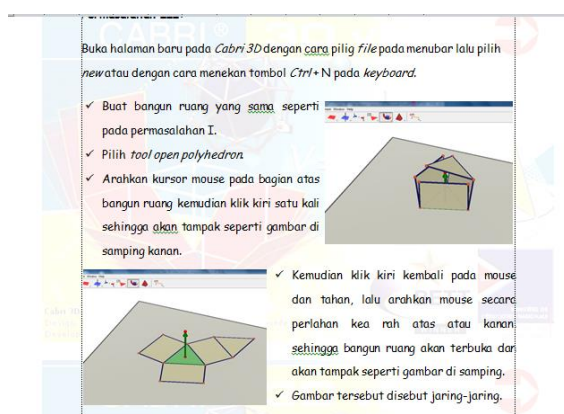 Buka halaman baru pada Cabri 3D dengan cara pilig file pada menubar lalu pilih
new atau dengan cara menekan tombol Ctrl + N pada keyboard.
✓ Buat bangun ruang yang sama seperti
pada permasalahan I.
✓ Pilih tool open polyhedron.
✓ Arahkan kursor mouse pada bagian atas
bangun ruang kemudian klik kiri satu kali
sehingga akan tampak seperti gambar di
samping kanan.
✓ Kemudian klik kiri kembali pada mouse
dan tahan, lalu arahkan mouse secara
perlahan kea rah atas atau kanan
sehingga bangun ruang akan terbuka dan
akan tampak seperti gambar di samping.
✓ Gambar tersebut disebut jaring-jaring.